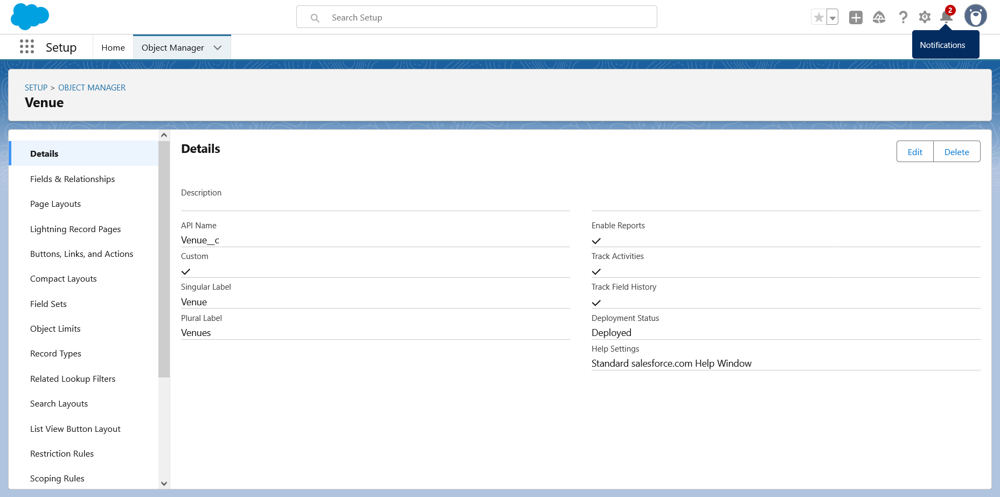 Search Setup
2
Setup
Home
Object Manager
Notifications
SETUP > OBJECT MANAGER
Venue
Details
Fields & Relationships
Page Layouts
Lightning Record Pages
Buttons, Links, and Actions
Compact Layouts
Field Sets
Object Limits
Record Types
Related Lookup Filters
Search Layouts
List View Button Layout
Restriction Rules
Scoping Rules
Details
Edit
Delete
Description
API Name
Venue__c
Custom
Singular Label
Venue
Plural Label
Venues
Enable Reports
Track Activities
Track Field History
Deployment Status
Deployed
Help Settings
Standard salesforce.com Help Window